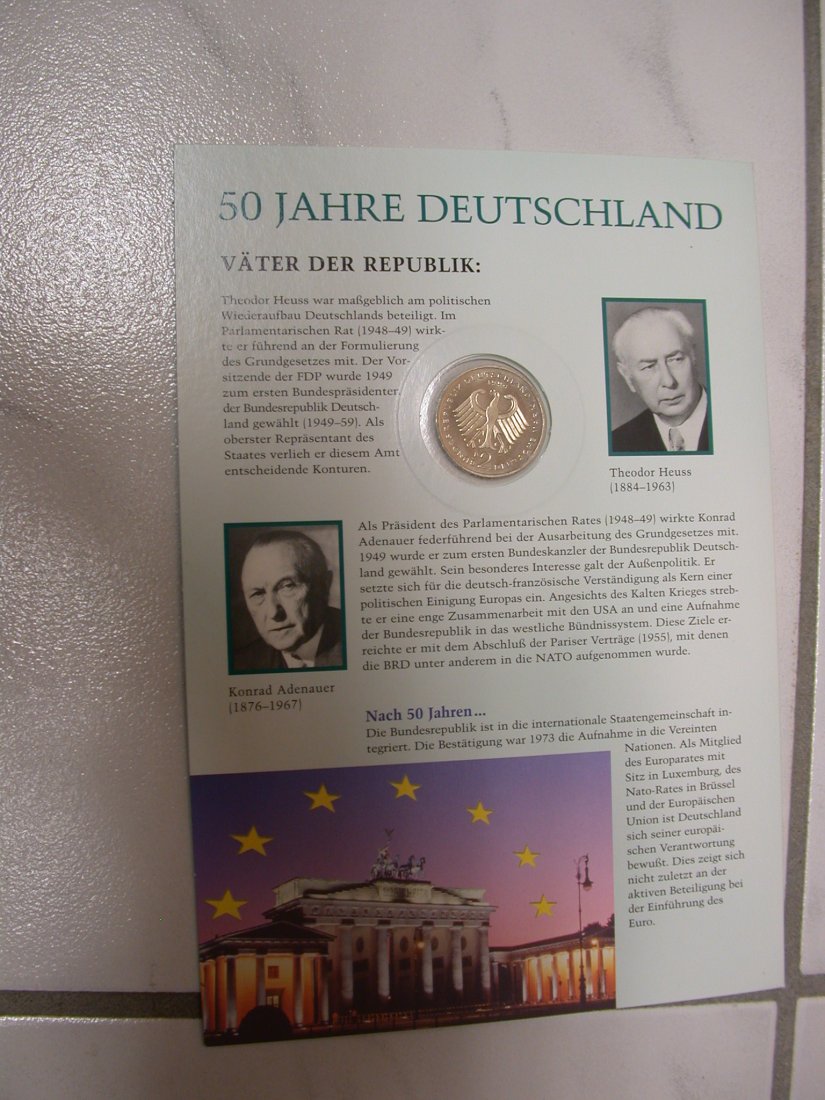 50 JAHRE DEUTSCHLAND
VÄTER DER REPUBLIK:
Theodor Heuss war maßgeblich am politischen
Wiederaufbau Deutschlands beteiligt. Im
Parlamentarischen Rat (1948–49) wirk-
te er führend an der Formulierung
des Grundgesetzes mit. Der Vor-
sitzende der FDP wurde 1949
zum ersten Bundespräsidenten
der Bundesrepublik Deutsch-
land gewählt (1949–59). Als
oberster Repräsentant des
Staates verlieh er diesem Amt
entscheidende Konturen.
BUNDESREPUBLIK DEUTSCHLAND
2
DEUTSCHE MARK
Theodor Heuss
(1884–1963)
Als Präsident des Parlamentarischen Rates (1948–49) wirkte Konrad
Adenauer federführend bei der Ausarbeitung des Grundgesetzes mit.
1949 wurde er zum ersten Bundeskanzler der Bundesrepublik Deutsch-
land gewählt. Sein besonderes Interesse galt der Außenpolitik. Er
setzte sich für die deutsch-französische Verständigung als Kern einer
politischen Einigung Europas ein. Angesichts des Kalten Krieges streb-
te er eine enge Zusammenarbeit mit den USA an und eine Aufnahme
der Bundesrepublik in das westliche Bündnissystem. Diese Ziele er-
reichte er mit dem Abschluß der Pariser Verträge (1955), mit denen
die BRD unter anderem in die NATO aufgenommen wurde.
Konrad Adenauer
(1876–1967)
Nach 50 Jahren...
Die Bundesrepublik ist in die internationale Staatengemeinschaft in-
tegriert. Die Bestätigung war 1973 die Aufnahme in die Vereinten
Nationen. Als Mitglied
des Europarates mit
Sitz in Luxemburg, des
Nato-Rates in Brüssel
und der Europäischen
Union ist Deutschland
sich seiner europäi-
schen Verantwortung
bewußt. Dies zeigt sich
nicht zuletzt an der
aktiven Beteiligung bei
der Einführung des
Euro.